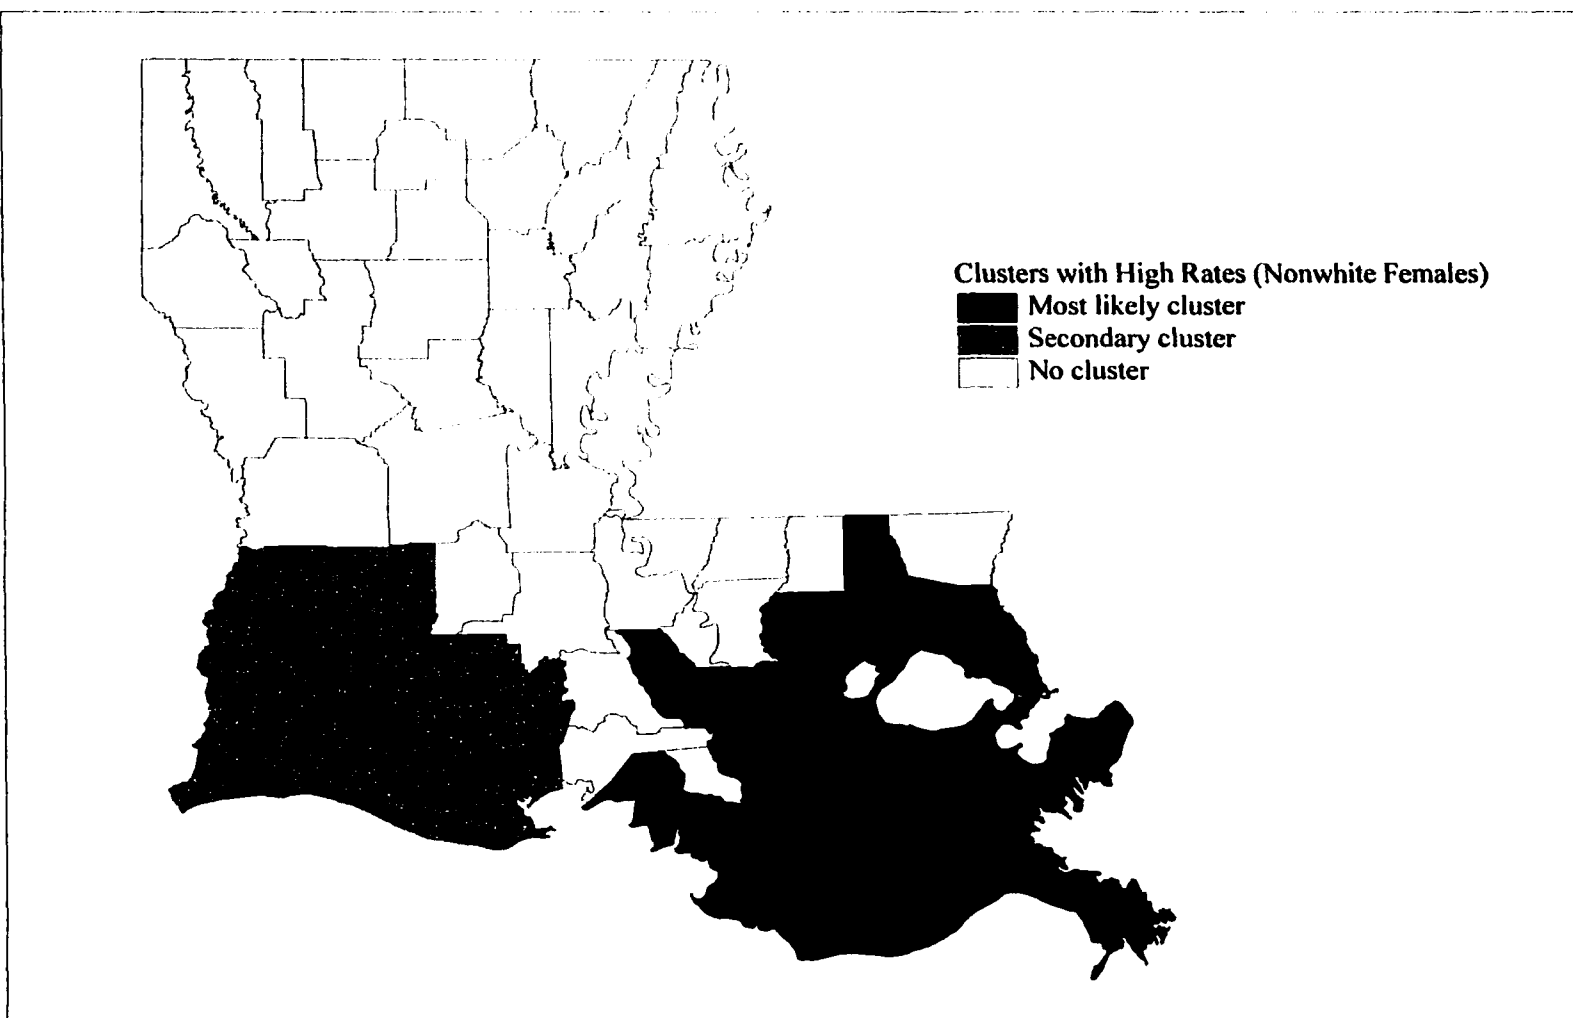 Clusters with High Rates (Nonwhite Females)
Most likely cluster
Secondary cluster
No cluster